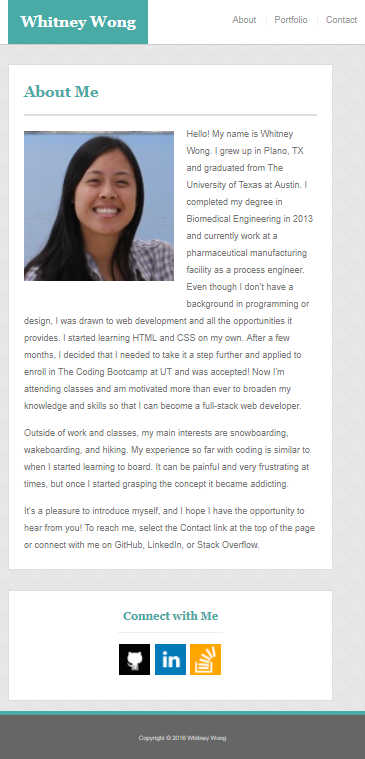 Whitney Wong
About
Portfolio
Contact
About Me
Hello! My name is Whitney
Wong. I grew up in Plano, TX
and graduated from The
University of Texas at Austin. I
completed my degree in
Biomedical Engineering in 2013
and currently work at a
pharmaceutical manufacturing
facility as a process engineer.
Even though I don't have a
background in programming or
design, I was drawn to web development and all the opportunities it
provides. I started learning HTML and CSS on my own. After a few
months, I decided that I needed to take it a step further and applied to
enroll in The Coding Bootcamp at UT and was accepted! Now I'm
attending classes and am motivated more than ever to broaden my
knowledge and skills so that I can become a full-stack web developer.
Outside of work and classes, my main interests are snowboarding,
wakeboarding, and hiking. My experience so far with coding is similar to
when I started learning to board. It can be painful and very frustrating at
times, but once I started grasping the concept it became addicting.
It's a pleasure to introduce myself, and I hope I have the opportunity to
hear from you! To reach me, select the Contact link at the top of the page
or connect with me on GitHub, LinkedIn, or Stack Overflow.
Connect with Me
in
Copyright © 2016 Whitney Wong